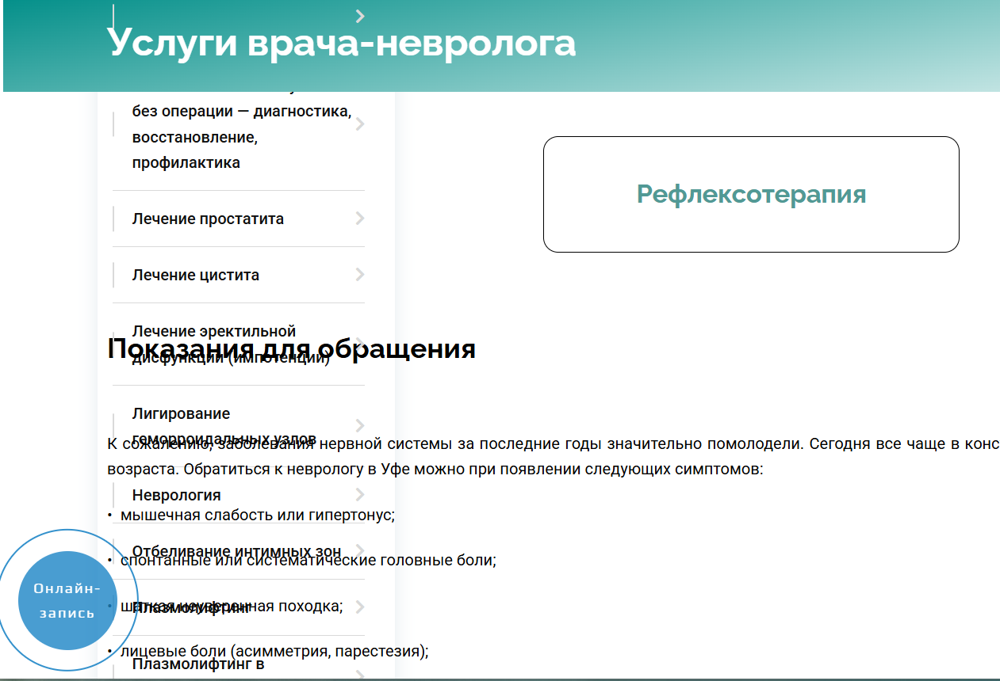 Услуги врача-невролога
без операции — диагностика,
восстановление,
профилактика
Рефлексотерапия
Лечение простатита
Лечение цистита
Лечение эректильной
дисфункции (импотенции)
Показания для обращения
Лигирование
геморроидальных узлов
К сожалению, заболевания нервной системы за последние годы значительно помолодели. Сегодня все чаще в конс
возраста. Обратиться к неврологу в Уфе можно при появлении следующих симптомов:
Неврология
• мышечная слабость или гипертонус;
Отбеливание интимных зон
• спонтанные или систематические головные боли;
Онлайн-
запись
• шаткая неуверенная походка;
Плазмолифтинг
• лицевые боли (асимметрия, парестезия);
Плазмолифтинг в